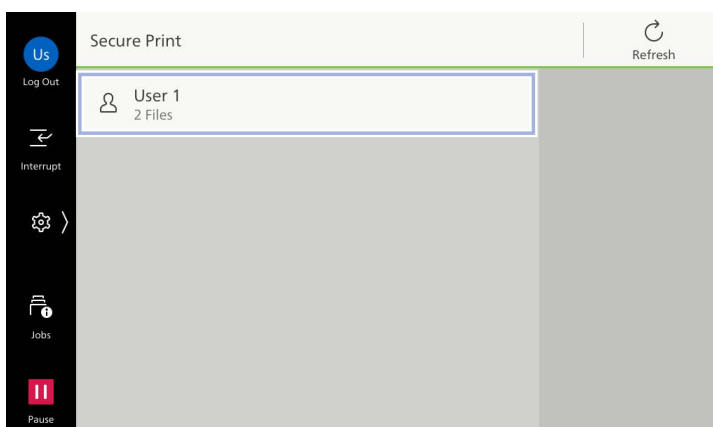 Us
Log Out
Interrupt
Jobs
Pause
Secure Print
Refresh
User 1
2 Files